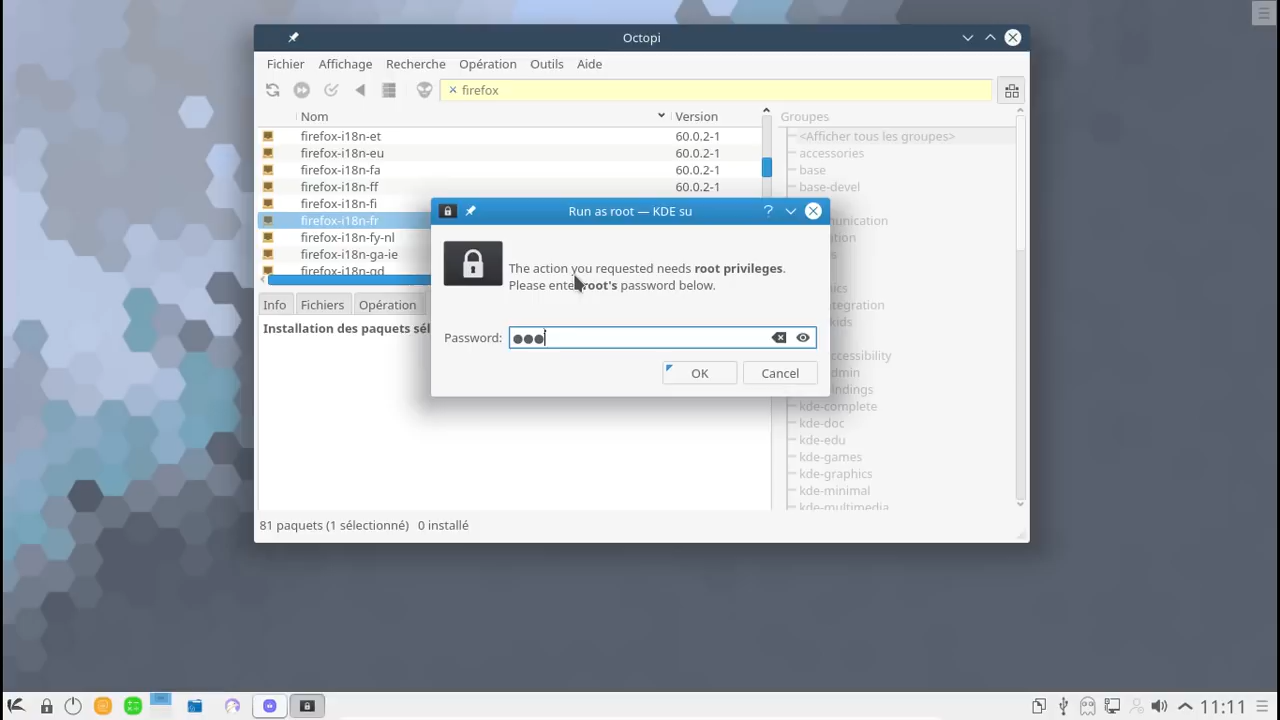 Octopi
Fichier Affichage Recherche Opération Outils Aide
firefox
Nom Version Groupes
firefox-i18n-et 60.0.2-1 <Afficher tous les groupes>
firefox-i18n-eu 60.0.2-1 accessories
firefox-i18n-fa 60.0.2-1 base
firefox-i18n-ff 60.0.2-1 base-devel
firefox-i18n-fi
firefox-i18n-fr
firefox-i18n-fy-nl
firefox-i18n-ga-ie
firefox-i18n-gd
Run as root — KDE su
The action you requested needs root privileges.
Please enter root's password below.
Password:
OK Cancel
Info Fichiers Opération
Installation des paquets sél
kde-complete
kde-doc
kde-edu
kde-games
kde-graphics
kde-minimal
kde-multimedia
81 paquets (1 sélectionné) 0 installé
11:11